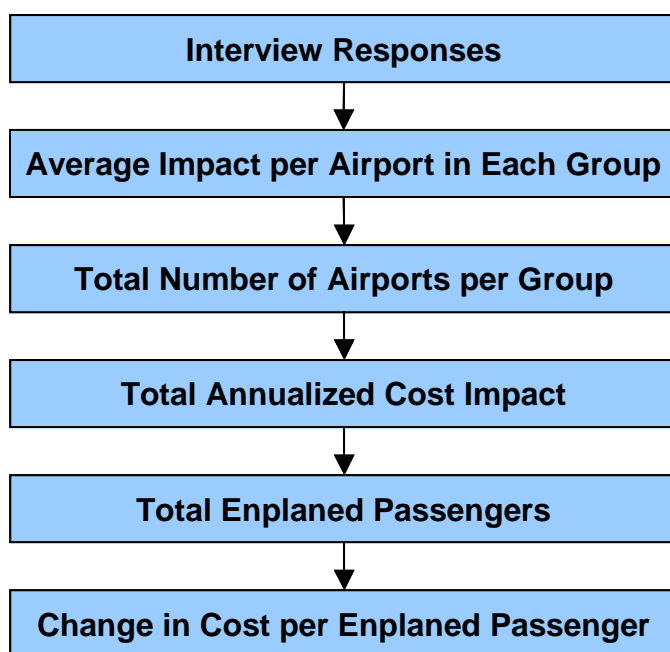 Interview Responses
Average Impact per Airport in Each Group
Total Number of Airports per Group
Total Annualized Cost Impact
Total Enplaned Passengers
Change in Cost per Enplaned Passenger